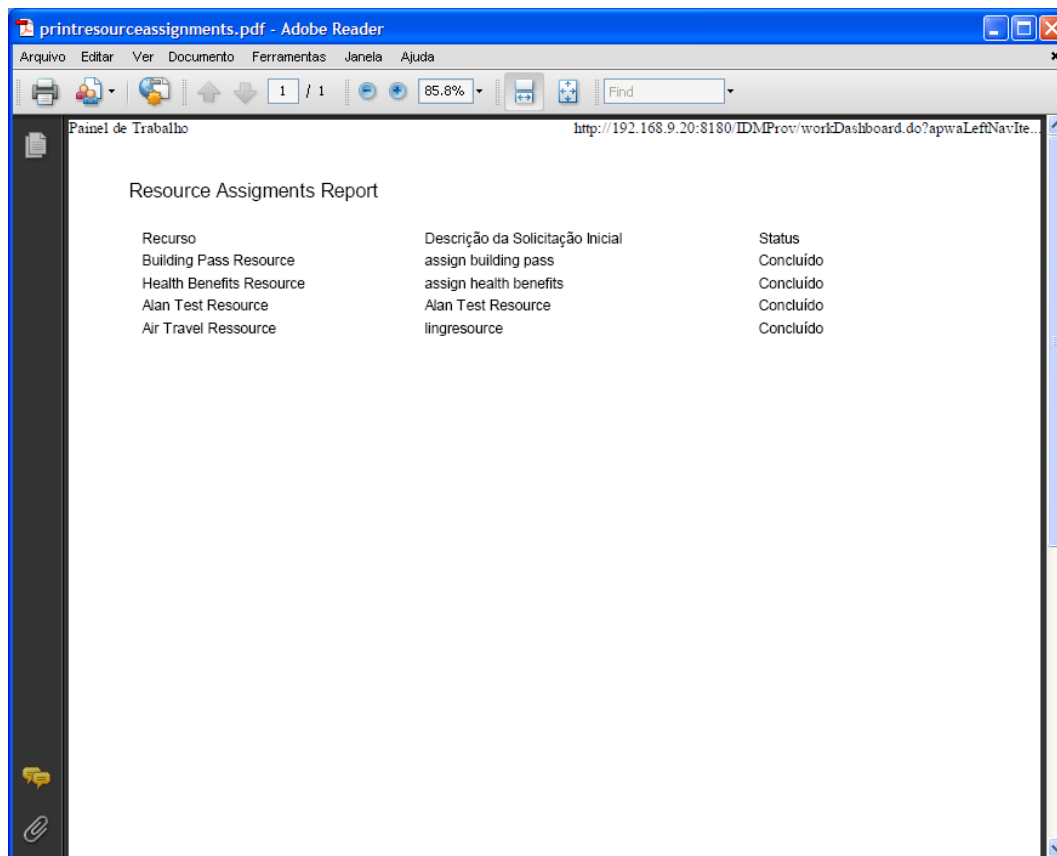 printresourceassignments.pdf - Adobe Reader
Arquivo Editar Ver Documento Ferramentas Janela Ajuda
1 / 1 85.8% Find
Painel de Trabalho http://192.168.9.20:8180/IDMProv/workDashboard.do?apwaLeftNavIte...
Resource Assigments Report
Recurso Descrição da Solicitação Inicial Status
Building Pass Resource assign building pass Concluído
Health Benefits Resource assign health benefits Concluído
Alan Test Resource Alan Test Resource Concluído
Air Travel Ressource lingresource Concluído